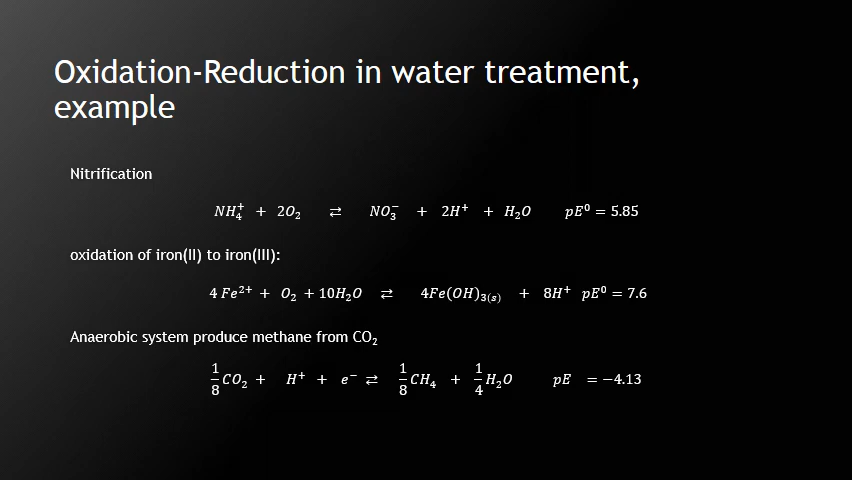 Oxidation-Reduction in water treatment,
example
Nitrification
NH₄⁺ + 2O₂ ⇄ NO₃⁻ + 2H⁺ + H₂O pE⁰ = 5.85
oxidation of iron(II) to iron(III):
4 Fe²⁺ + O₂ + 10H₂O ⇄ 4Fe(OH)₃₍ₛ₎ + 8H⁺ pE⁰ = 7.6
Anaerobic system produce methane from CO₂
1/8 CO₂ + H⁺ + e⁻ ⇄ 1/8 CH₄ + 1/4 H₂O pE = −4.13